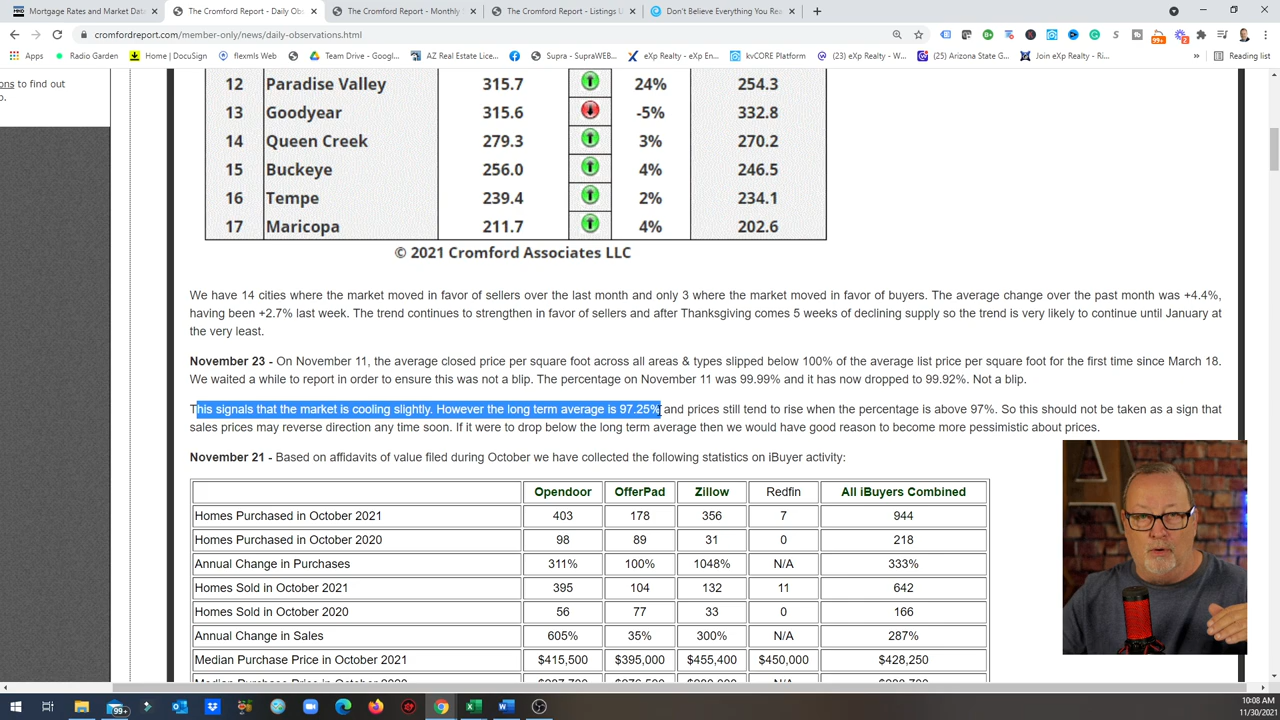 Mortgage Rates and Market Dat
The Cromford Report - Daily Obs
The Cromford Report - Monthly
The Cromford Report - Listings U
Don't Believe Everything You Re
cromfordreport.com/member-only/news/daily-observations.html
Apps
Radio Garden
Home | DocuSign
flexmls Web
Team Drive - Googl...
AZ Real Estate Lice...
Supra - SupraWEB...
eXp Realty - eXp En...
kvCORE Platform
(23) eXp Realty - W...
(25) Arizona State G...
Join eXp Realty - Ri...
Reading list
ons to find out
o.
12 Paradise Valley 315.7 24% 254.3
13 Goodyear 315.6 -5% 332.8
14 Queen Creek 279.3 3% 270.2
15 Buckeye 256.0 4% 246.5
16 Tempe 239.4 2% 234.1
17 Maricopa 211.7 4% 202.6
© 2021 Cromford Associates LLC
We have 14 cities where the market moved in favor of sellers over the last month and only 3 where the market moved in favor of buyers. The average change over the past month was +4.4%,
having been +2.7% last week. The trend continues to strengthen in favor of sellers and after Thanksgiving comes 5 weeks of declining supply so the trend is very likely to continue until January at
the very least.
November 23 - On November 11, the average closed price per square foot across all areas & types slipped below 100% of the average list price per square foot for the first time since March 18.
We waited a while to report in order to ensure this was not a blip. The percentage on November 11 was 99.99% and it has now dropped to 99.92%. Not a blip.
This signals that the market is cooling slightly. However the long term average is 97.25% and prices still tend to rise when the percentage is above 97%. So this should not be taken as a sign that
sales prices may reverse direction any time soon. If it were to drop below the long term average then we would have good reason to become more pessimistic about prices.
November 21 - Based on affidavits of value filed during October we have collected the following statistics on iBuyer activity:
Opendoor OfferPad Zillow Redfin All iBuyers Combined
Homes Purchased in October 2021 403 178 356 7 944
Homes Purchased in October 2020 98 89 31 0 218
Annual Change in Purchases 311% 100% 1048% N/A 333%
Homes Sold in October 2021 395 104 132 11 642
Homes Sold in October 2020 56 77 33 0 166
Annual Change in Sales 605% 35% 300% N/A 287%
Median Purchase Price in October 2021 $415,500 $395,000 $455,400 $450,000 $428,250
10:08 AM
11/30/2021